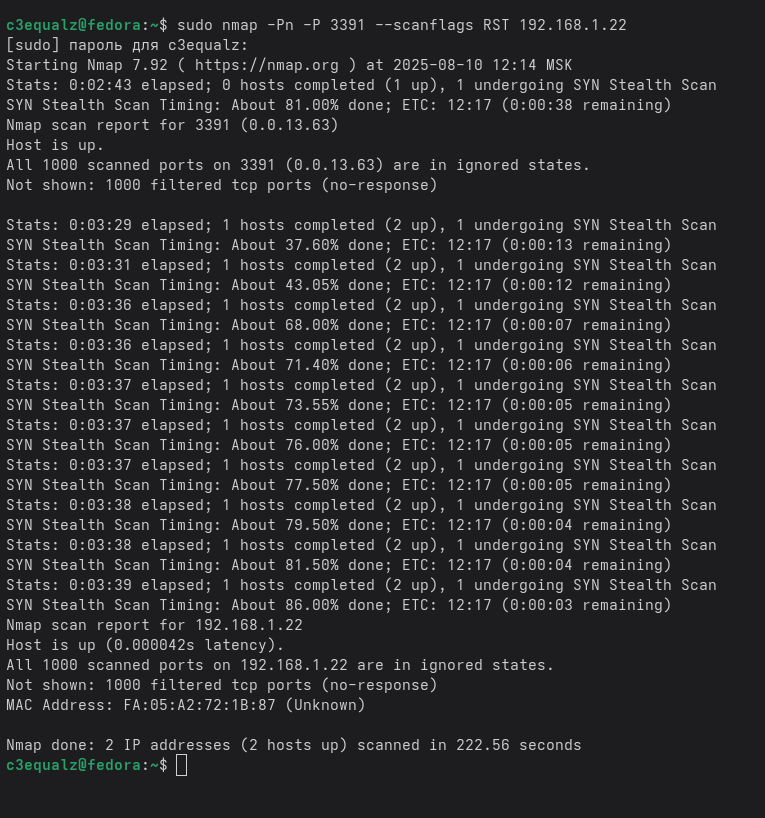 c3equalz@fedora:~$ sudo nmap -Pn -P 3391 --scanflags RST 192.168.1.22
[sudo] пароль для c3equalz:
Starting Nmap 7.92 ( https://nmap.org ) at 2025-08-10 12:14 MSK
Stats: 0:02:43 elapsed; 0 hosts completed (1 up), 1 undergoing SYN Stealth Scan
SYN Stealth Scan Timing: About 81.00% done; ETC: 12:17 (0:00:38 remaining)
Nmap scan report for 3391 (0.0.13.63)
Host is up.
All 1000 scanned ports on 3391 (0.0.13.63) are in ignored states.
Not shown: 1000 filtered tcp ports (no-response)

Stats: 0:03:29 elapsed; 1 hosts completed (2 up), 1 undergoing SYN Stealth Scan
SYN Stealth Scan Timing: About 37.60% done; ETC: 12:17 (0:00:13 remaining)
Stats: 0:03:31 elapsed; 1 hosts completed (2 up), 1 undergoing SYN Stealth Scan
SYN Stealth Scan Timing: About 43.05% done; ETC: 12:17 (0:00:12 remaining)
Stats: 0:03:36 elapsed; 1 hosts completed (2 up), 1 undergoing SYN Stealth Scan
SYN Stealth Scan Timing: About 68.00% done; ETC: 12:17 (0:00:07 remaining)
Stats: 0:03:36 elapsed; 1 hosts completed (2 up), 1 undergoing SYN Stealth Scan
SYN Stealth Scan Timing: About 71.40% done; ETC: 12:17 (0:00:06 remaining)
Stats: 0:03:37 elapsed; 1 hosts completed (2 up), 1 undergoing SYN Stealth Scan
SYN Stealth Scan Timing: About 73.55% done; ETC: 12:17 (0:00:05 remaining)
Stats: 0:03:37 elapsed; 1 hosts completed (2 up), 1 undergoing SYN Stealth Scan
SYN Stealth Scan Timing: About 76.00% done; ETC: 12:17 (0:00:05 remaining)
Stats: 0:03:37 elapsed; 1 hosts completed (2 up), 1 undergoing SYN Stealth Scan
SYN Stealth Scan Timing: About 77.50% done; ETC: 12:17 (0:00:05 remaining)
Stats: 0:03:38 elapsed; 1 hosts completed (2 up), 1 undergoing SYN Stealth Scan
SYN Stealth Scan Timing: About 79.50% done; ETC: 12:17 (0:00:04 remaining)
Stats: 0:03:38 elapsed; 1 hosts completed (2 up), 1 undergoing SYN Stealth Scan
SYN Stealth Scan Timing: About 81.50% done; ETC: 12:17 (0:00:04 remaining)
Stats: 0:03:39 elapsed; 1 hosts completed (2 up), 1 undergoing SYN Stealth Scan
SYN Stealth Scan Timing: About 86.00% done; ETC: 12:17 (0:00:03 remaining)
Nmap scan report for 192.168.1.22
Host is up (0.000042s latency).
All 1000 scanned ports on 192.168.1.22 are in ignored states.
Not shown: 1000 filtered tcp ports (no-response)
MAC Address: FA:05:A2:72:1B:87 (Unknown)

Nmap done: 2 IP addresses (2 hosts up) scanned in 222.56 seconds
c3equalz@fedora:~$